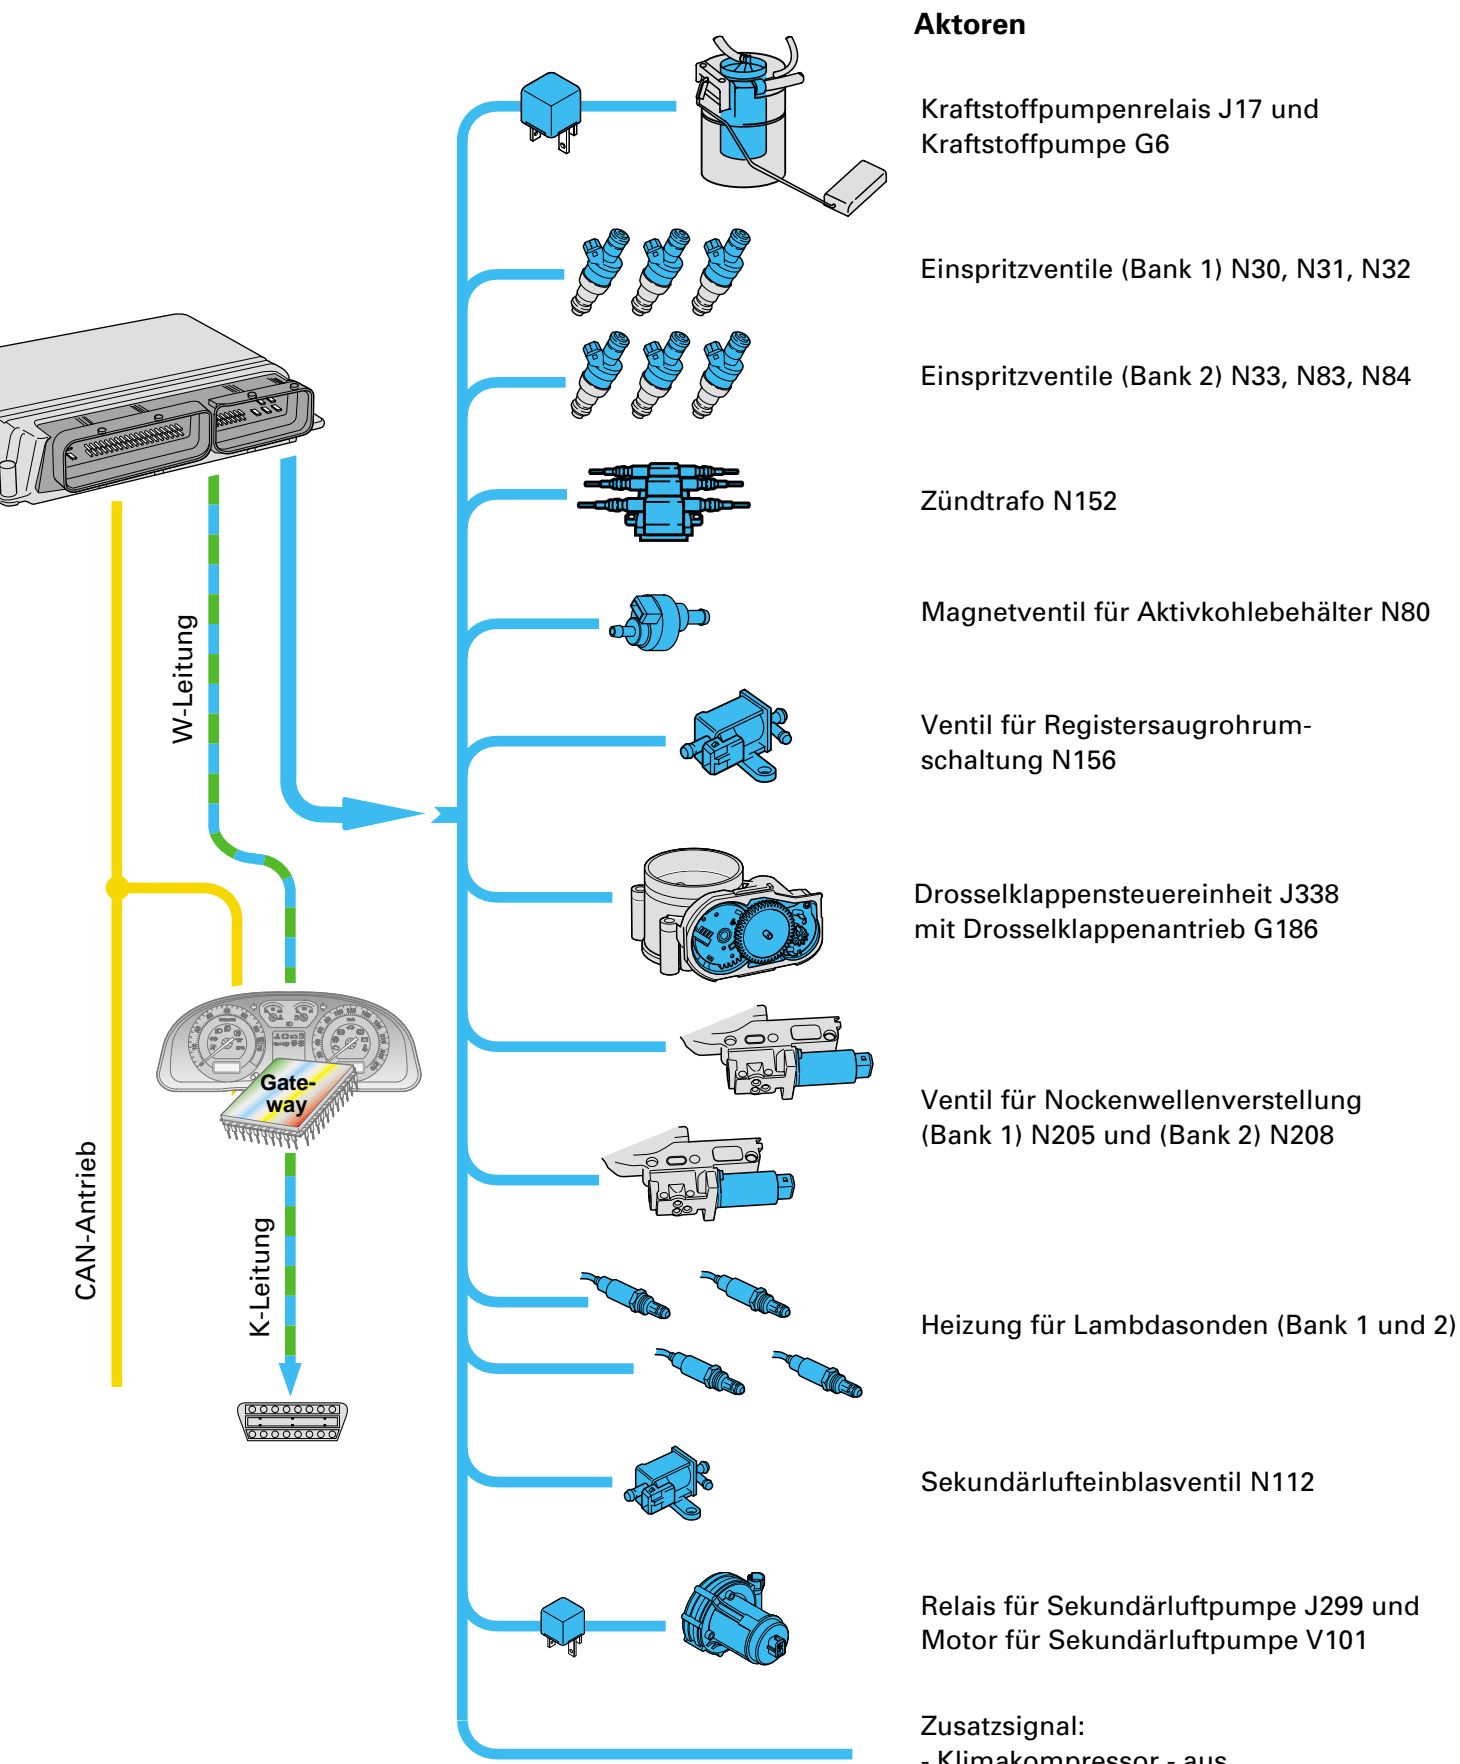 Aktoren
Kraftstoffpumpenrelais J17 und
Kraftstoffpumpe G6
Einspritzventile (Bank 1) N30, N31, N32
Einspritzventile (Bank 2) N33, N83, N84
Zündtrafo N152
Magnetventil für Aktivkohlebehälter N80
W-Leitung
Ventil für Registersaugrohrum-
schaltung N156
Drosselklappensteuereinheit J338
mit Drosselklappenantrieb G186
Gate-
way
Ventil für Nockenwellenverstellung
(Bank 1) N205 und (Bank 2) N208
CAN-Antrieb
K-Leitung
Heizung für Lambdasonden (Bank 1 und 2)
Sekundärlufteinblasventil N112
Relais für Sekundärluftpumpe J299 und
Motor für Sekundärluftpumpe V101
Zusatzsignal:
- Klimakompressor - aus